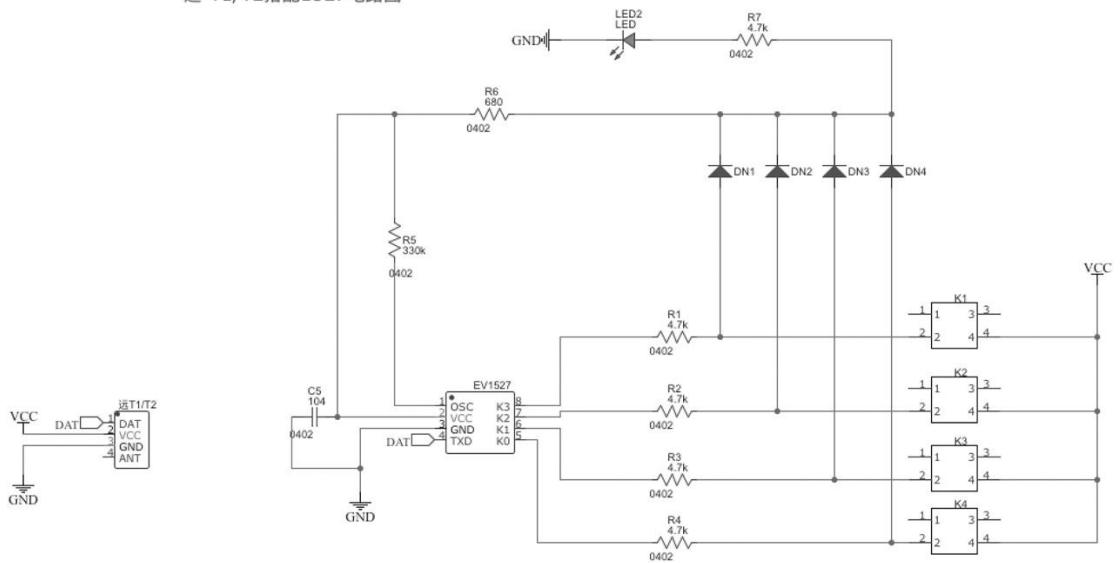 LED2
LED
R7
4.7k
GND
0402
R6
680
0402
DN1
DN2
DN3
DN4
R5
330k
0402
VCC
K1
1 3
2 4
1 3
2 4
R1
4.7k
0402
K2
1 3
2 4
1 3
2 4
R2
4.7k
0402
K3
1 3
2 4
1 3
2 4
R3
4.7k
0402
K4
1 3
2 4
1 3
2 4
R4
4.7k
0402
C5
104
0402
EV1527
1 OSC K3 8
2 VCC K2 7
3 GND K1 6
4 TXD K0 5
DAT
GND
远T1/T2
VCC
DAT
1 DAT
2 VCC
3 GND
4 ANT
GND